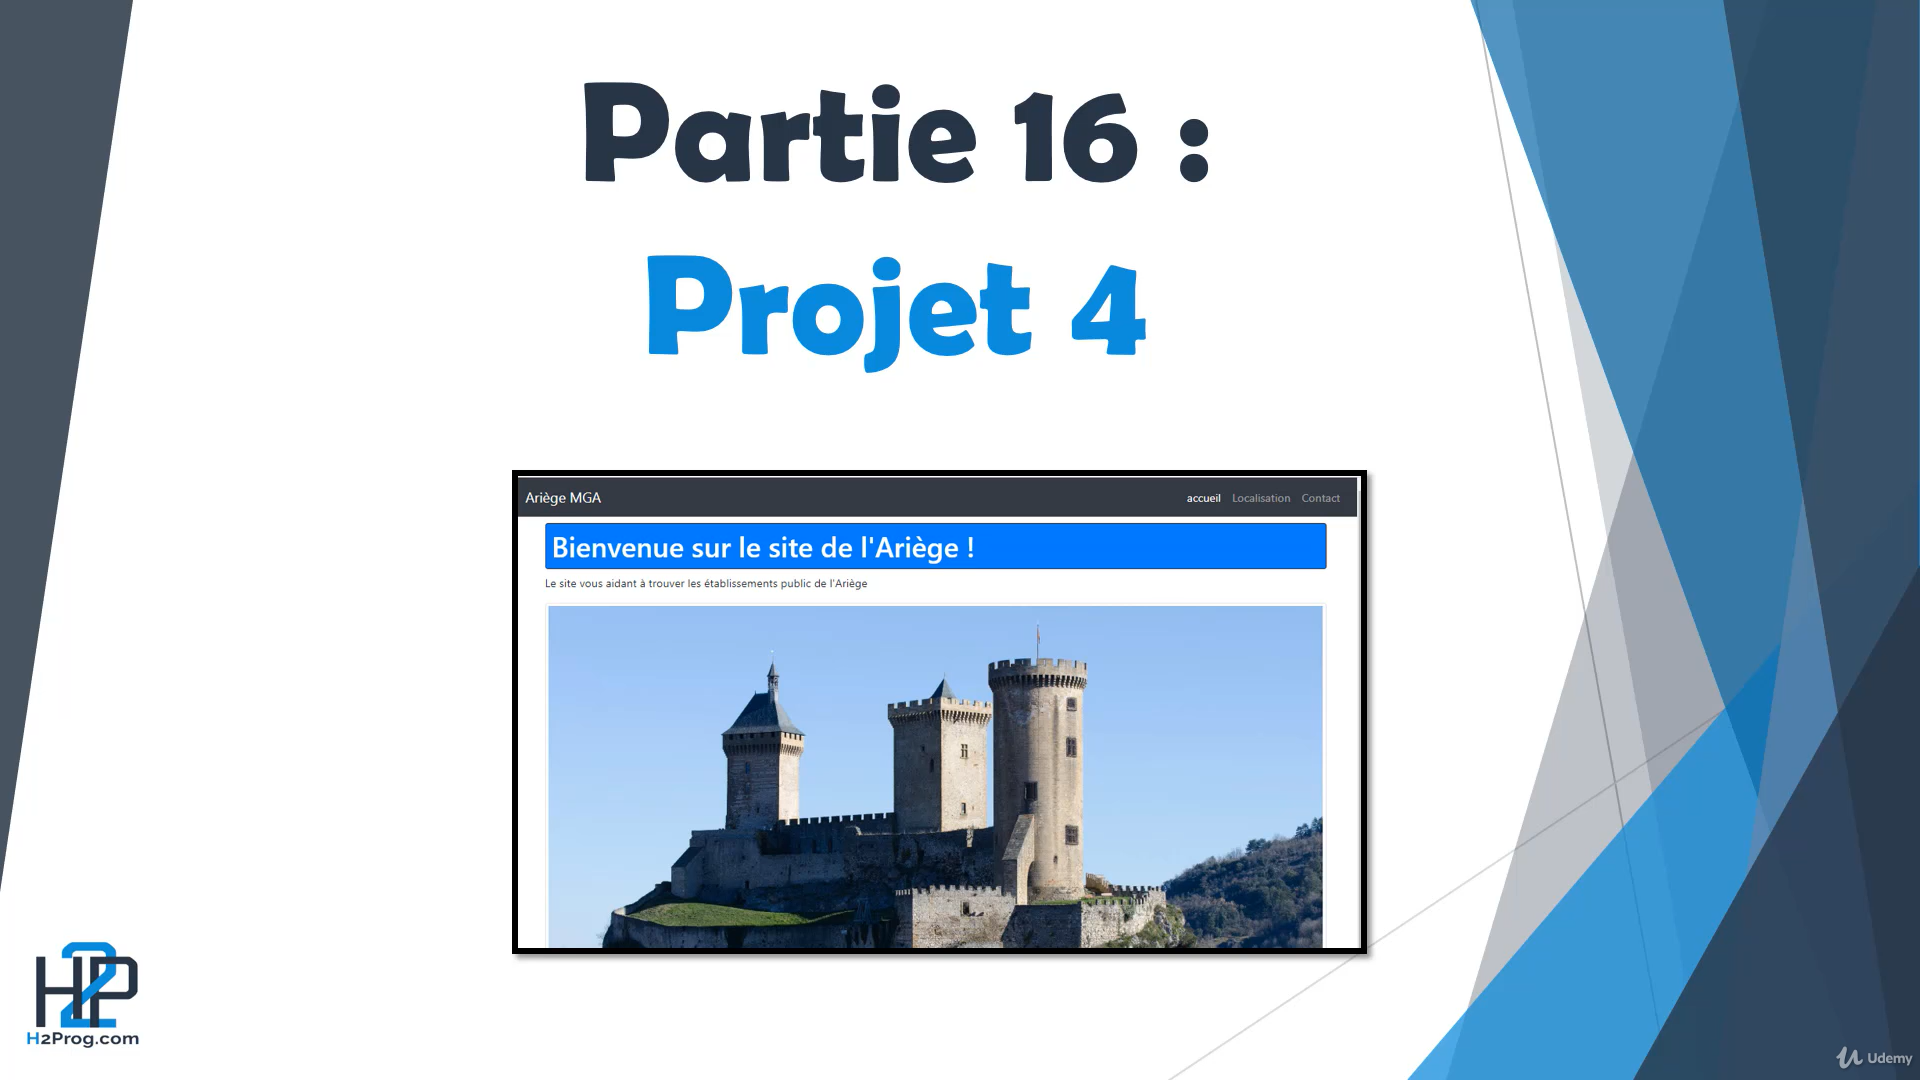 Partie 16 :
Projet 4
Ariège MGA
accueil Localisation Contact
Bienvenue sur le site de l'Ariège !
Le site vous aidant à trouver les établissements public de l'Ariège
H2P
H2Prog.com
Udemy